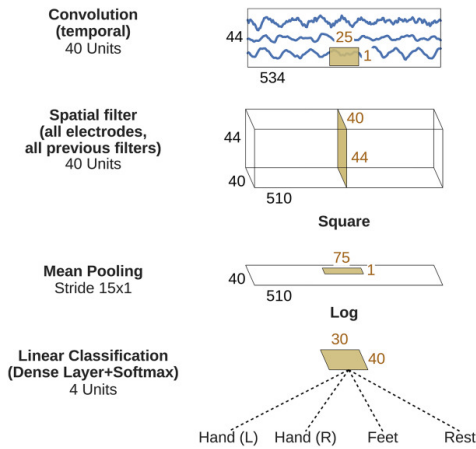 Convolution
(temporal)
40 Units
44
25
1
534
Spatial filter
(all electrodes,
all previous filters)
40 Units
44
40
40
44
510
Square
Mean Pooling
Stride 15x1
40
75
1
510
Log
Linear Classification
(Dense Layer+Softmax)
4 Units
30
40
Hand (L) Hand (R) Feet Rest